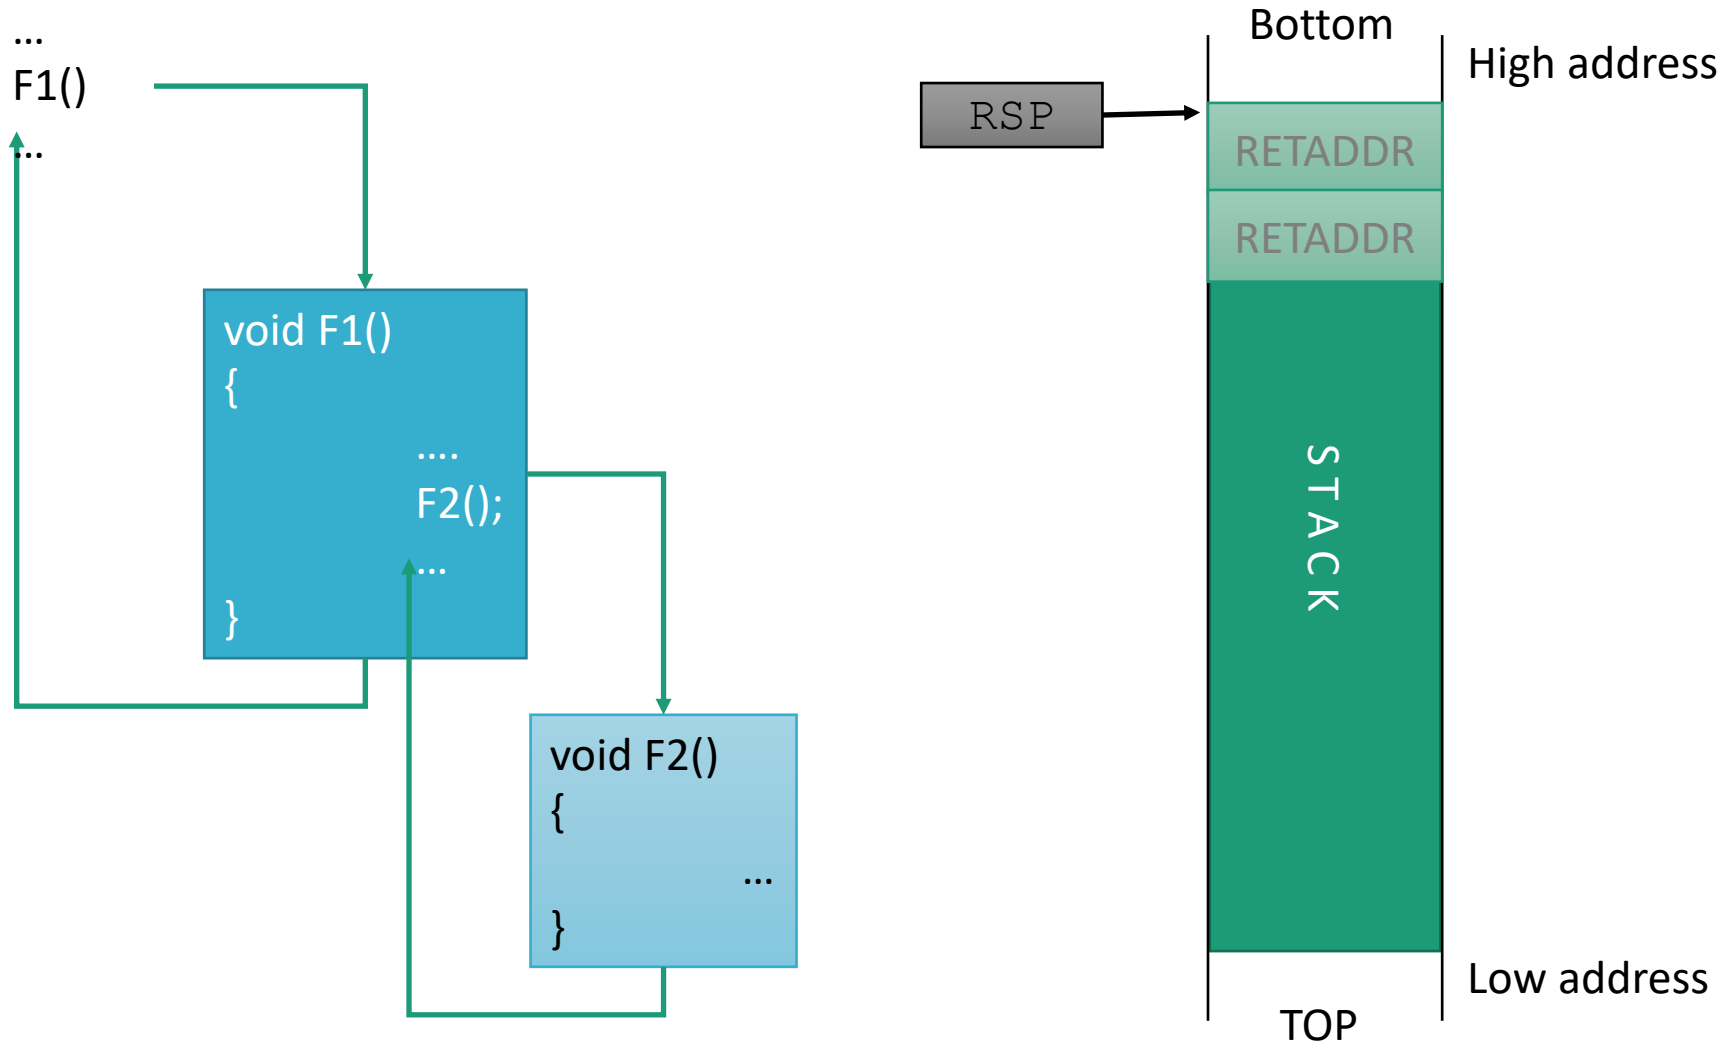 ...
F1()
...
void F1()
{
....
F2();
...
}
void F2()
{
...
}
Bottom
High address
RSP
RETADDR
RETADDR
STACK
Low address
TOP